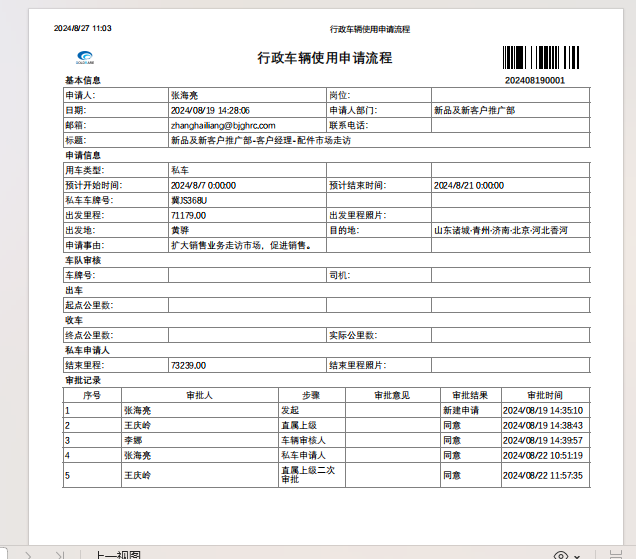 2024/8/27 11:03 行政车辆使用申请流程
行政车辆使用申请流程
202408190001
基本信息
申请人： 张海亮 岗位：
日期： 2024/08/19 14:28:06 申请人部门： 新品及新客户推广部
邮箱： zhanghailiang@bjghrc.com 联系电话：
标题： 新品及新客户推广部-客户经理-配件市场走访
申请信息
用车类型： 私车
预计开始时间： 2024/8/7 0:00:00 预计结束时间： 2024/8/21 0:00:00
私车车牌号： 冀JS368U
出发里程： 71179.00 出发里程照片：
出发地： 黄骅 目的地： 山东诸城-青州-济南-北京-河北香河
申请事由： 扩大销售业务走访市场，促进销售。
车队审核
车牌号： 司机：
出车
起点公里数：
收车
终点公里数： 实际公里数：
私车申请人
结束里程： 73239.00 结束里程照片：
审批记录
序号 审批人 步骤 审批意见 审批结果 审批时间
1 张海亮 发起 新建申请 2024/08/19 14:35:10
2 王庆岭 直属上级 同意 2024/08/19 14:38:43
3 李娜 车辆审核人 同意 2024/08/19 14:39:57
4 张海亮 私车申请人 同意 2024/08/22 10:51:19
5 王庆岭 直属上级二次审批 同意 2024/08/22 11:57:35
上一视图